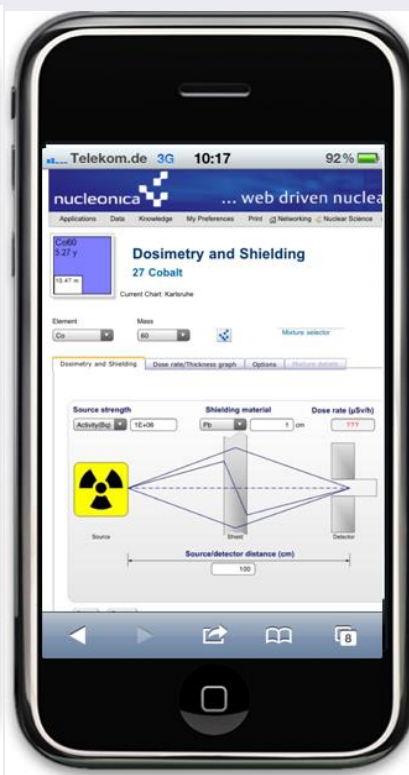 Telekom.de 3G 10:17 92%
nucleonica ... web driven nuclea
Applications Data Knowledge My Preferences Print Networking Nuclear Science
Co60
5.27 y
10.47 m
Dosimetry and Shielding
27 Cobalt
Current Chart: Karlsruhe
Element Mass
Co 60 Mixture selector
Dosimetry and Shielding Dose rate/Thickness graph Options Mixture details
Source strength Shielding material Dose rate (µSv/h)
Activity(Bq) 1E+06 Pb 1 cm ???
Source Shield Detector
Source/detector distance (cm)
100
8